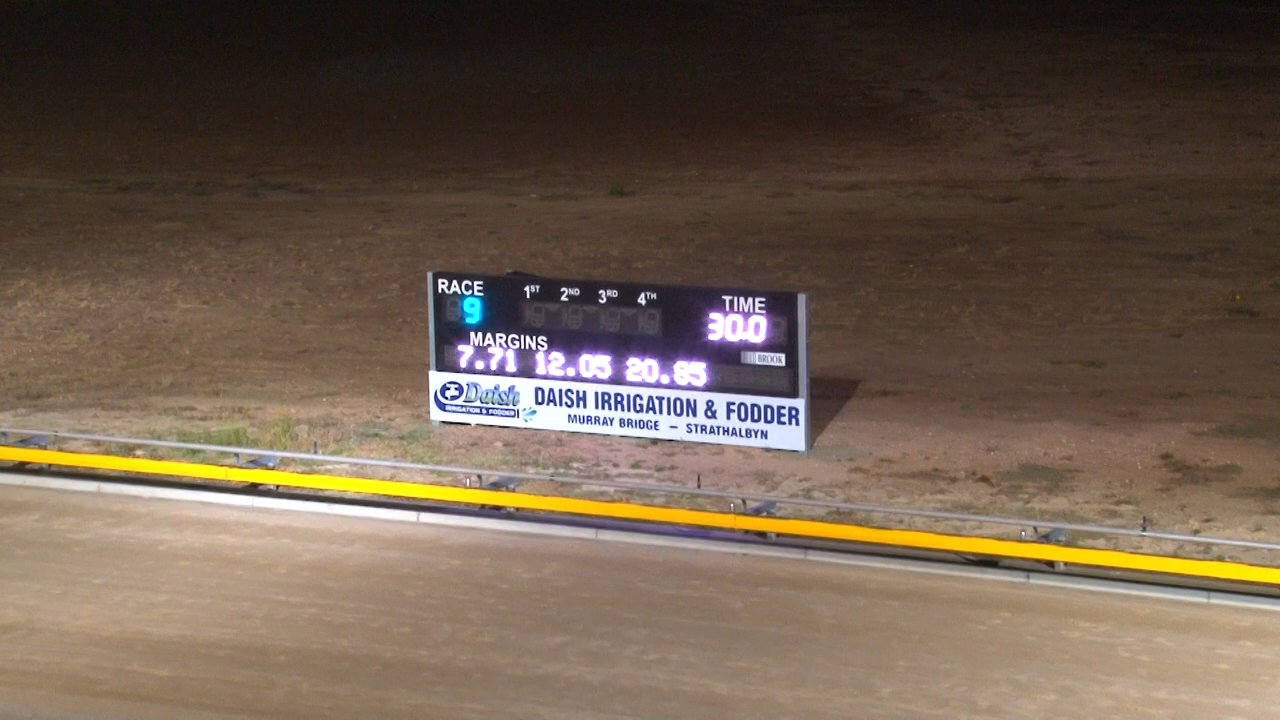 RACE 1ST 2ND 3RD 4TH TIME
9 30.0
MARGINS
BROOK
7.71 12.05 20.85
Daish DAISH IRRIGATION & FODDER
IRRIGATION & FODDER MURRAY BRIDGE – STRATHALBYN